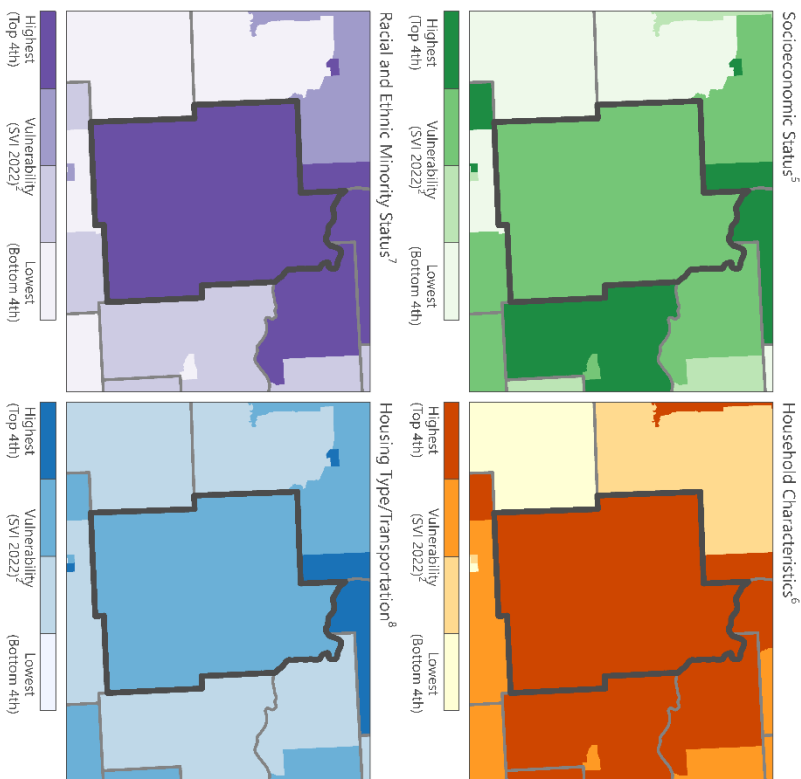 Socioeconomic Status⁵
Highest
(Top 4th)
Vulnerability
(SVI 2022)²
Lowest
(Bottom 4th)
Household Characteristics⁶
Highest
(Top 4th)
Vulnerability
(SVI 2022)²
Lowest
(Bottom 4th)
Racial and Ethnic Minority Status⁷
Highest
(Top 4th)
Vulnerability
(SVI 2022)²
Lowest
(Bottom 4th)
Housing Type/Transportation⁸
Highest
(Top 4th)
Vulnerability
(SVI 2022)²
Lowest
(Bottom 4th)